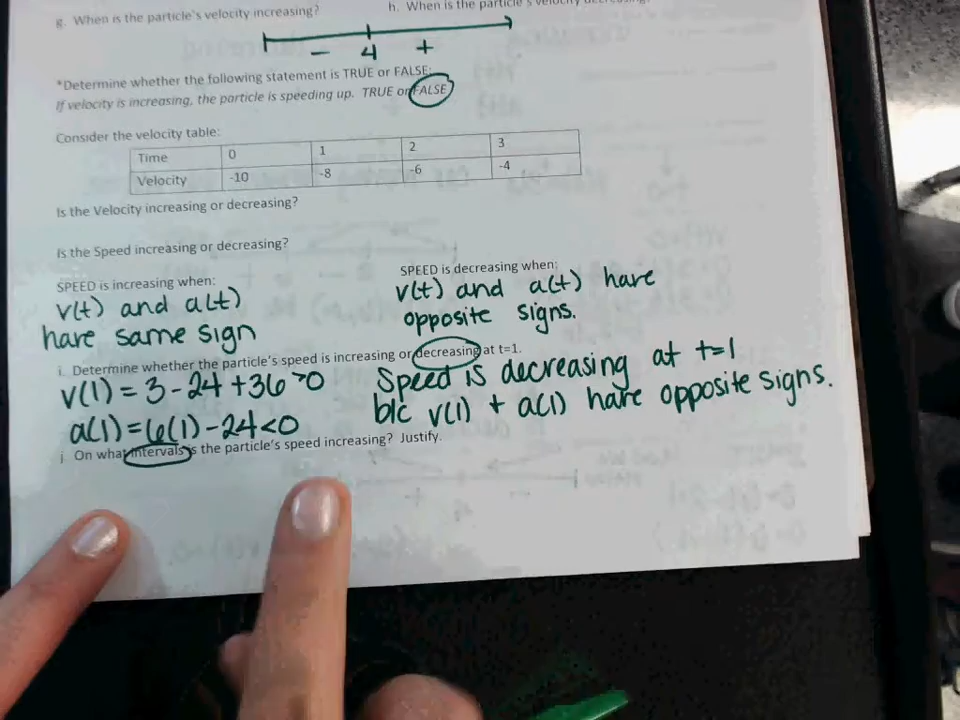 g. When is the particle's velocity increasing?
h. When is the particle's velocity decreasing?
- 4 +
*Determine whether the following statement is TRUE or FALSE:
If velocity is increasing, the particle is speeding up. TRUE or FALSE
Consider the velocity table:
Time 0 1 2 3
Velocity -10 -8 -6 -4
Is the Velocity increasing or decreasing?
Is the Speed increasing or decreasing?
SPEED is increasing when:
v(t) and a(t)
have same sign
SPEED is decreasing when:
v(t) and a(t) have
opposite signs.
i. Determine whether the particle's speed is increasing or decreasing at t=1.
v(1) = 3 - 24 + 36 > 0
a(1) = 6(1) - 24 < 0
Speed is decreasing at t=1
b/c v(1) + a(1) have opposite signs.
j On what intervals is the particle's speed increasing? Justify.